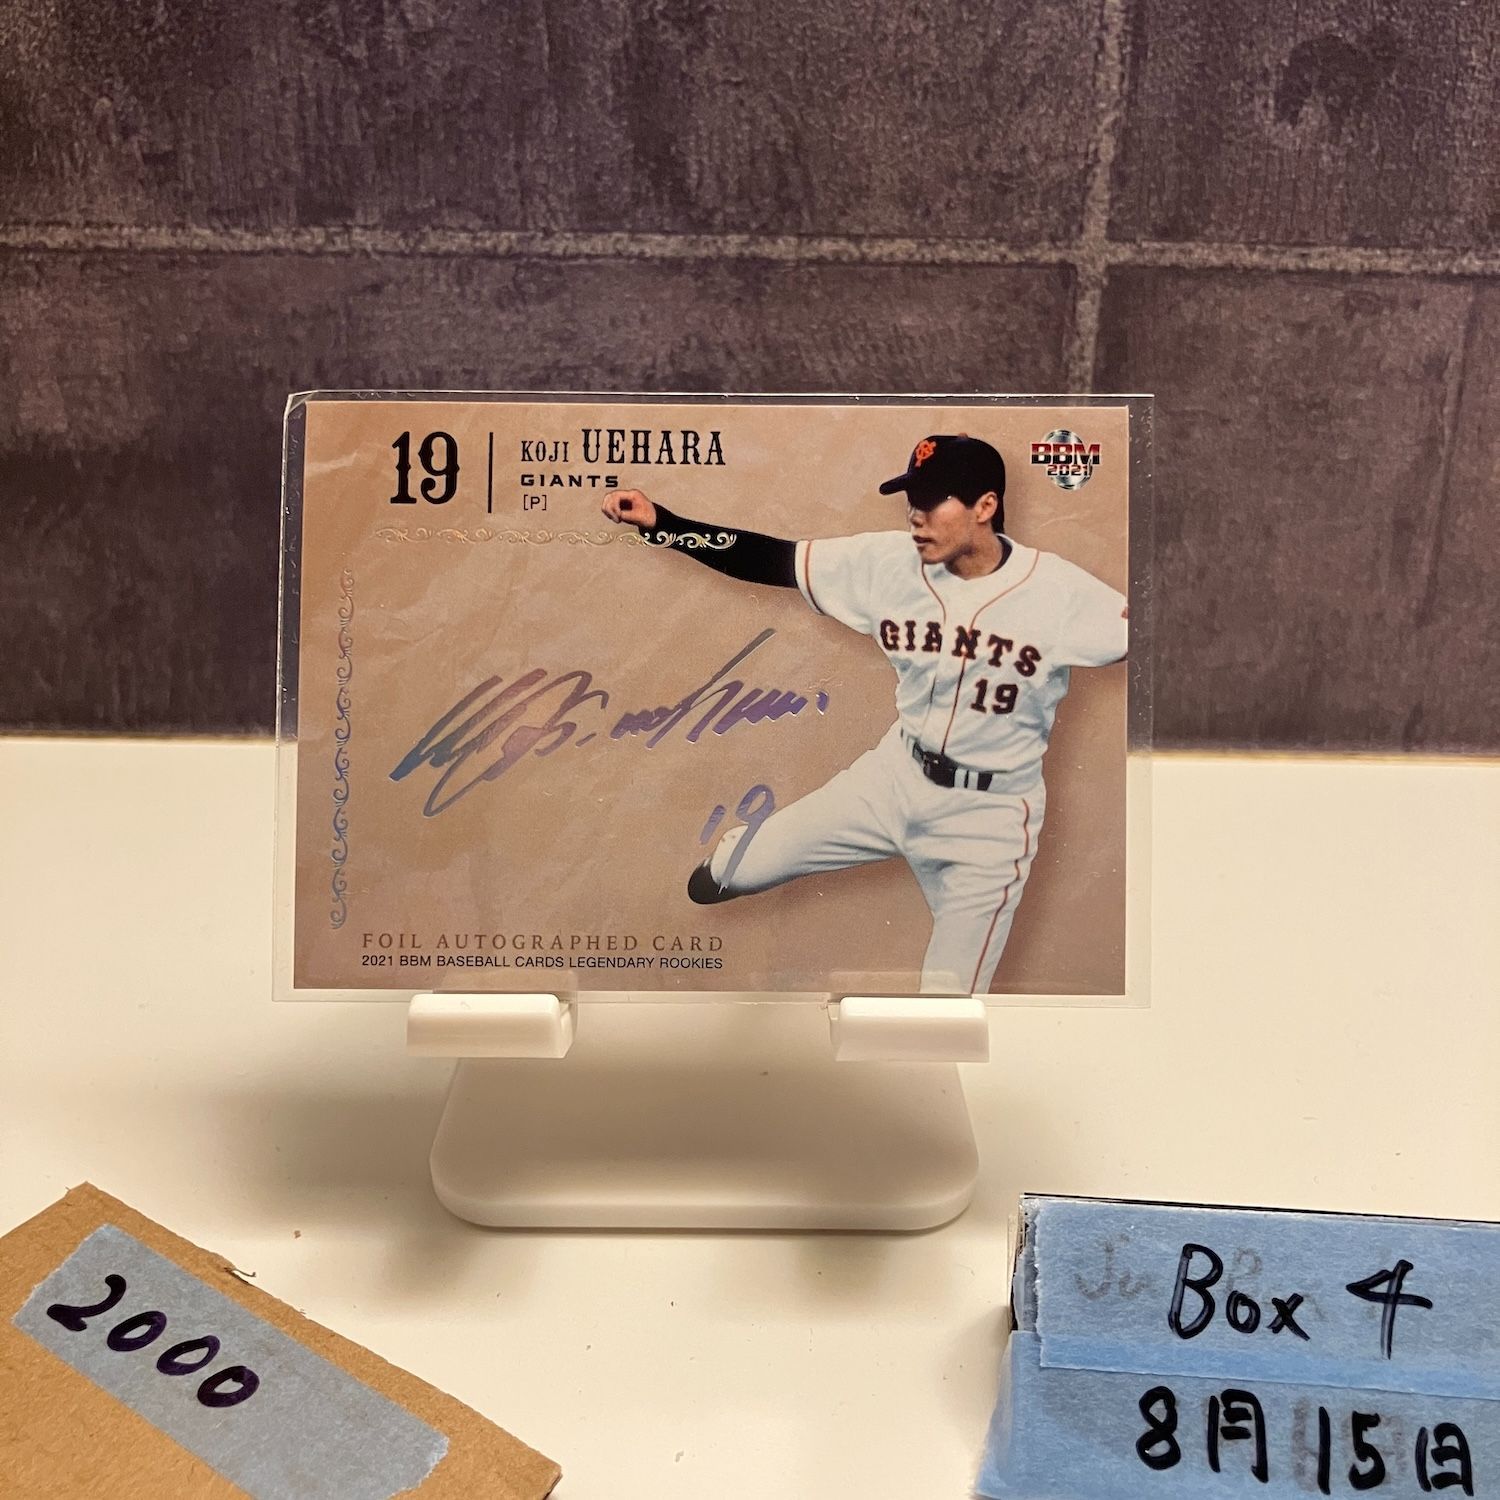 19
KOJI UEHARA
GIANTS
[P]
BBM
2021
GIANTS
19
19
FOIL AUTOGRAPHED CARD
2021 BBM BASEBALL CARDS LEGENDARY ROOKIES
2000
Box 4
8月15日